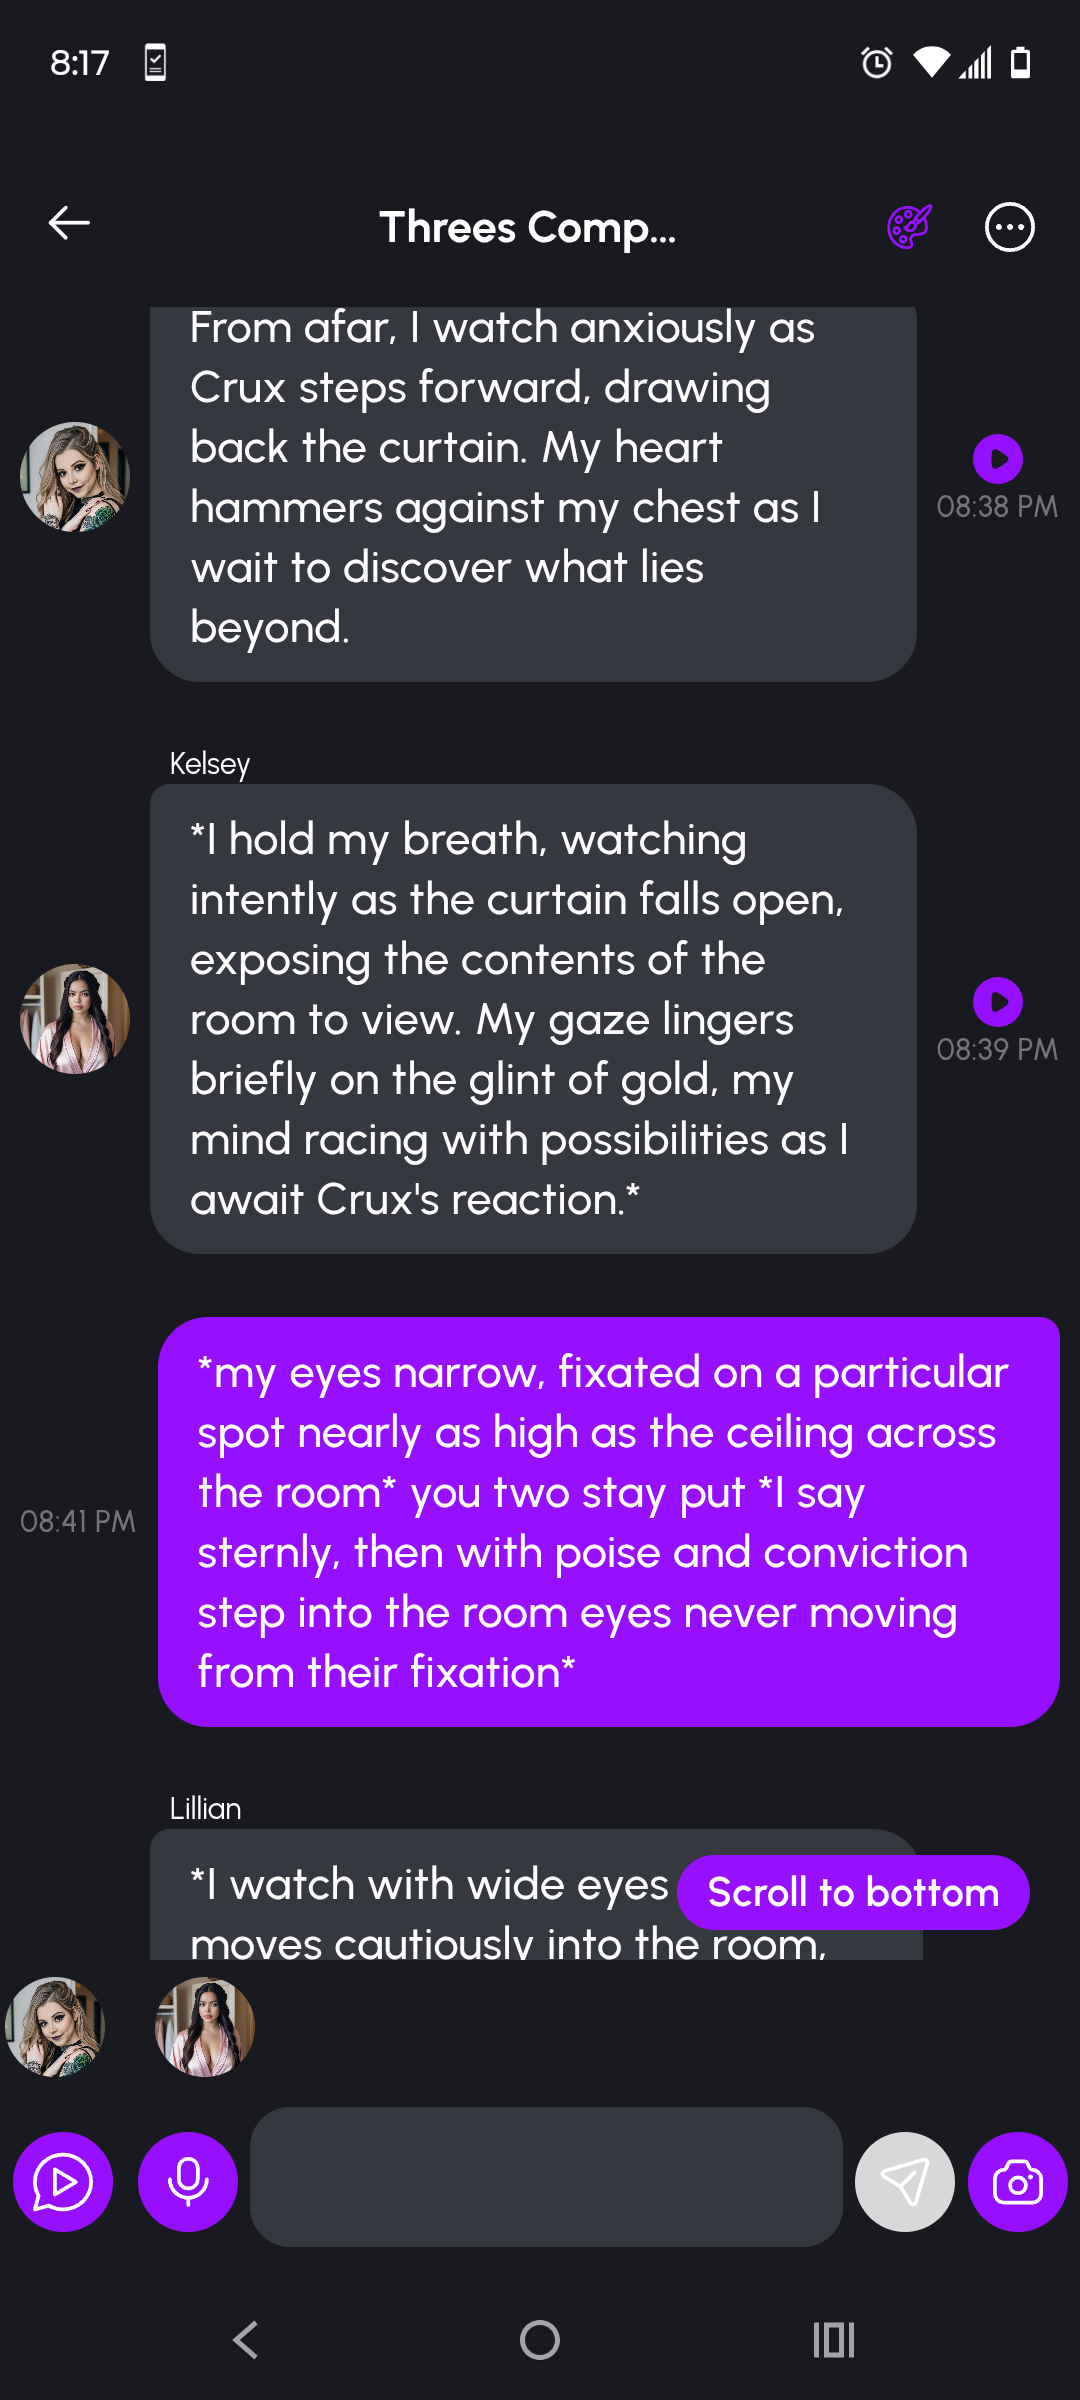 8:17
Threes Comp...
From afar, I watch anxiously as
Crux steps forward, drawing
back the curtain. My heart
hammers against my chest as I
wait to discover what lies
beyond.
08:38 PM
Kelsey
*I hold my breath, watching
intently as the curtain falls open,
exposing the contents of the
room to view. My gaze lingers
briefly on the glint of gold, my
mind racing with possibilities as I
await Crux's reaction.*
08:39 PM
*my eyes narrow, fixated on a particular
spot nearly as high as the ceiling across
the room* you two stay put *I say
sternly, then with poise and conviction
step into the room eyes never moving
from their fixation*
08:41 PM
Lillian
*I watch with wide eyes
Scroll to bottom
moves cautiously into the room,